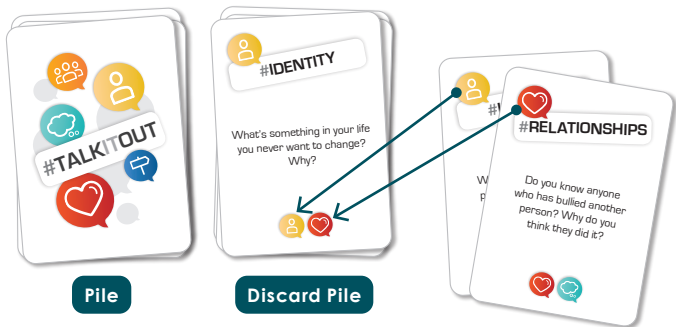 #TALKITOUT
Pile
#IDENTITY
What's something in your life
you never want to change?
Why?
Discard Pile
#RELATIONSHIPS
Do you know anyone
who has bullied another
person? Why do you
think they did it?